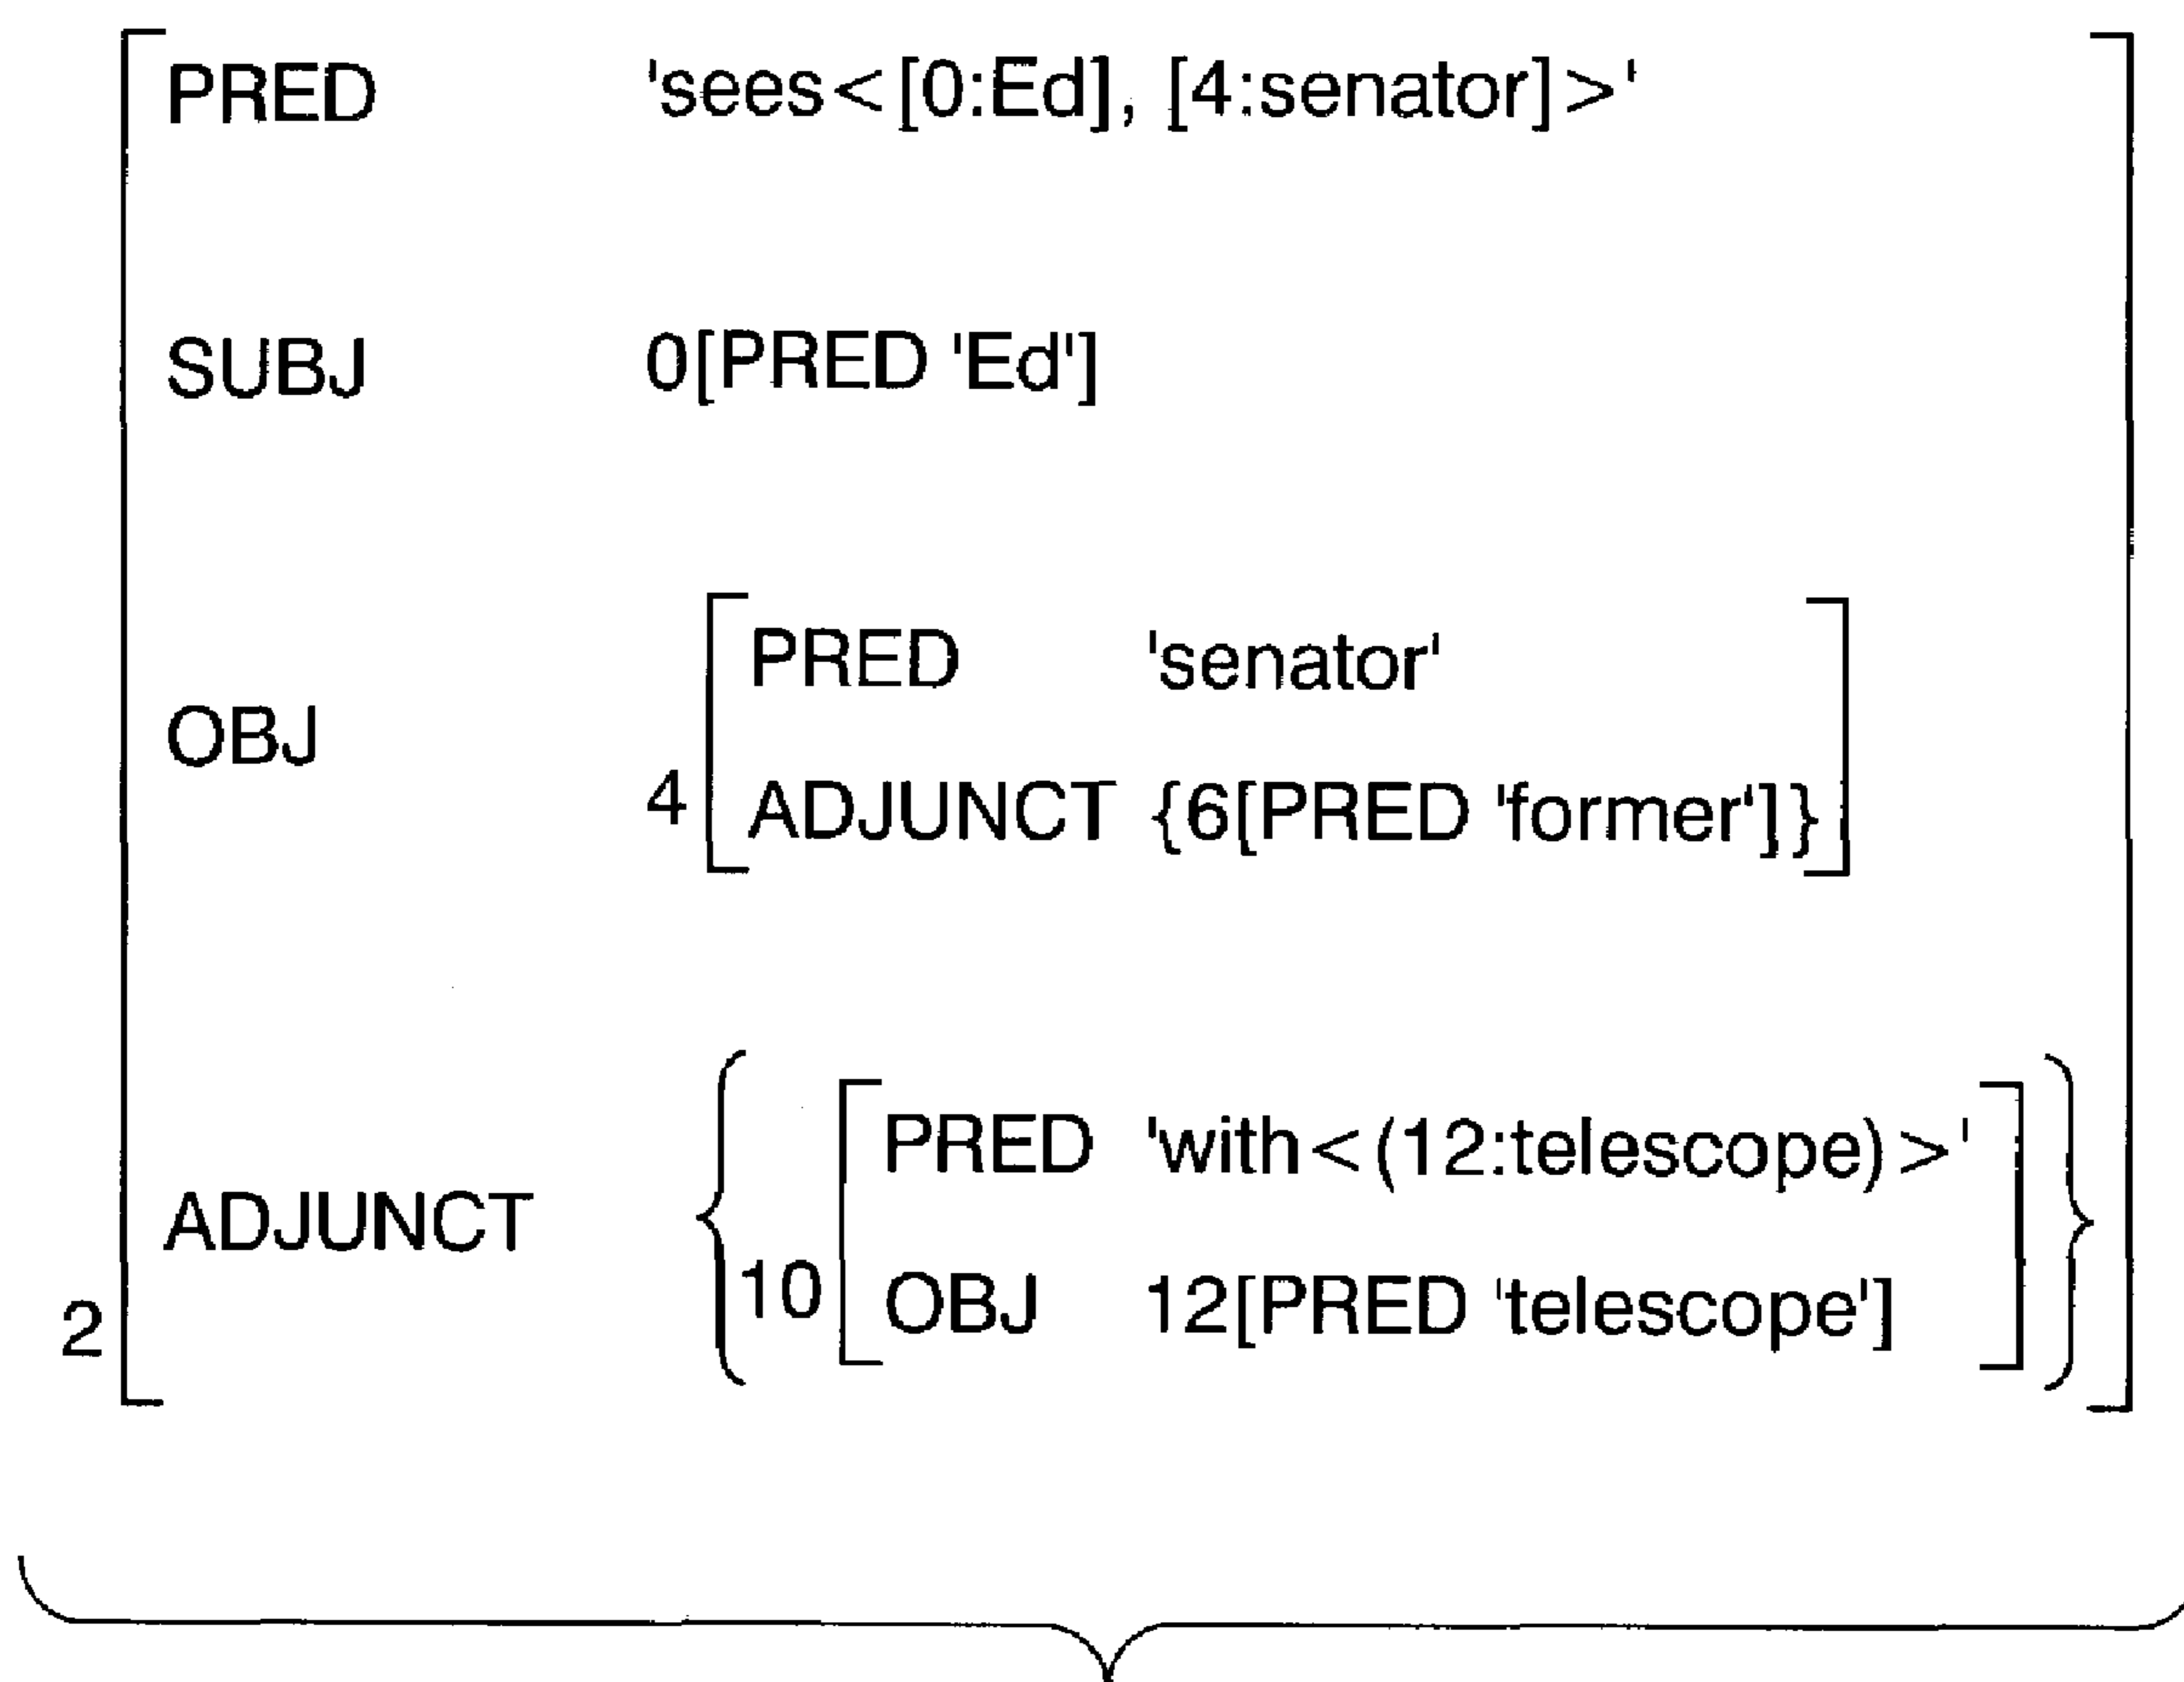 PRED 'sees<[0:Ed], [4:senator]>'
SUBJ 0[PRED 'Ed']
PRED 'senator'
OBJ
4 ADJUNCT {6[PRED 'former']}
PRED 'with<(12:telescope)>'
ADJUNCT
10 OBJ 12[PRED 'telescope']
2